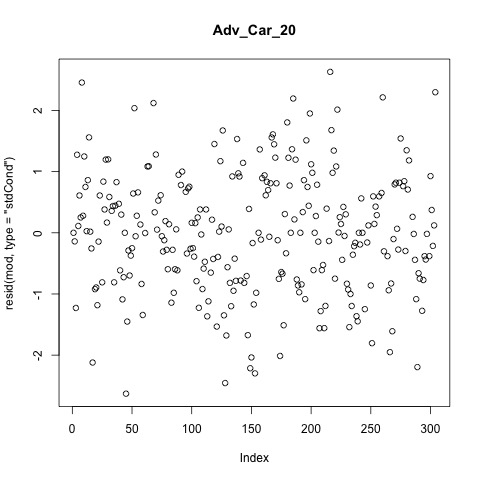 Adv_Car_20
resid(mod, type = "stdCond")
2
1
0
-1
-2
0 50 100 150 200 250 300
Index